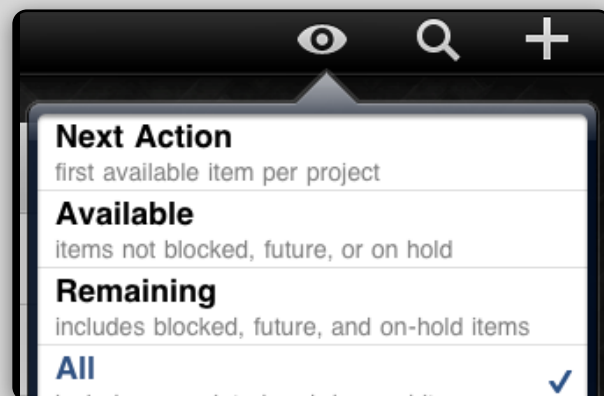 Next Action
first available item per project
Available
items not blocked, future, or on hold
Remaining
includes blocked, future, and on-hold items
All